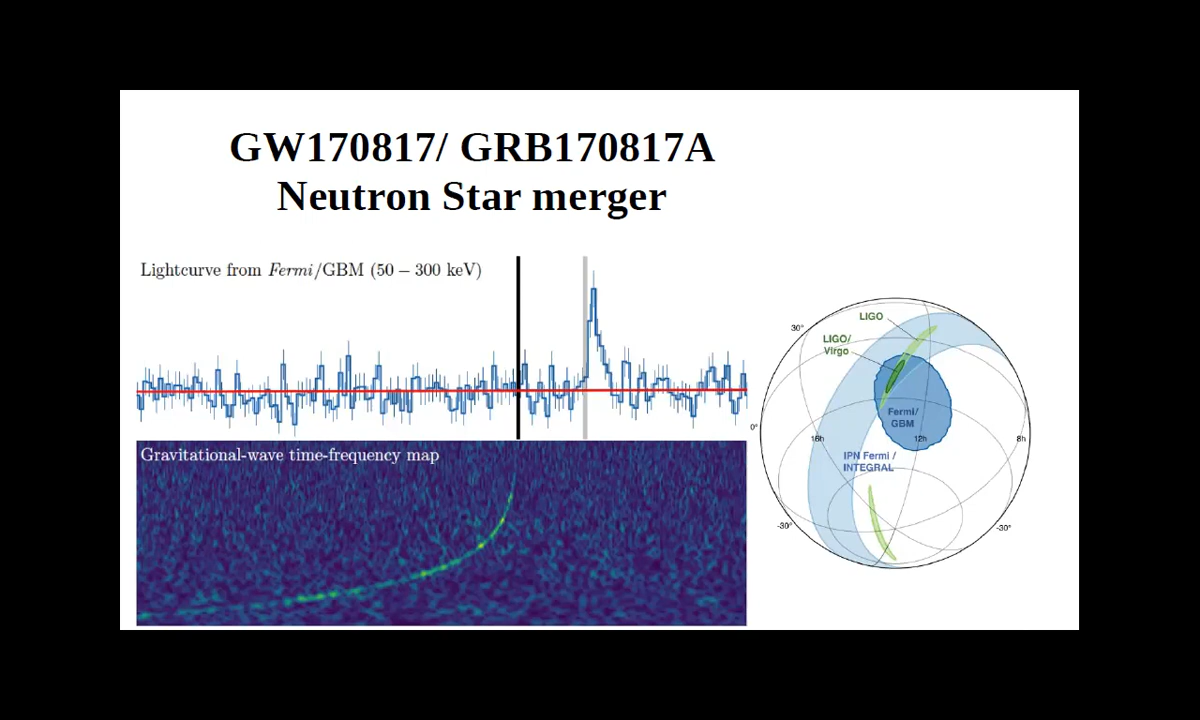 GW170817/ GRB170817A
Neutron Star merger
Lightcurve from Fermi/GBM (50 – 300 keV)
Gravitational-wave time-frequency map
LIGO
30°
LIGO/
Virgo
Fermi/
GBM
0°
16h
12h
8h
IPN Fermi /
INTEGRAL
-30°
-30°